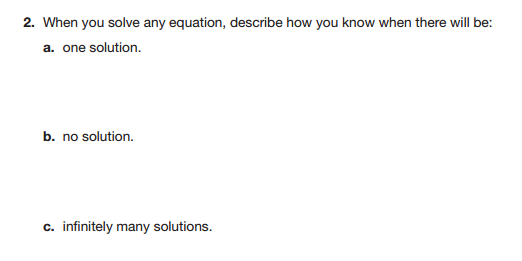 2. When you solve any equation, describe how you know when there will be:
a. one solution.
b. no solution.
c. infinitely many solutions.